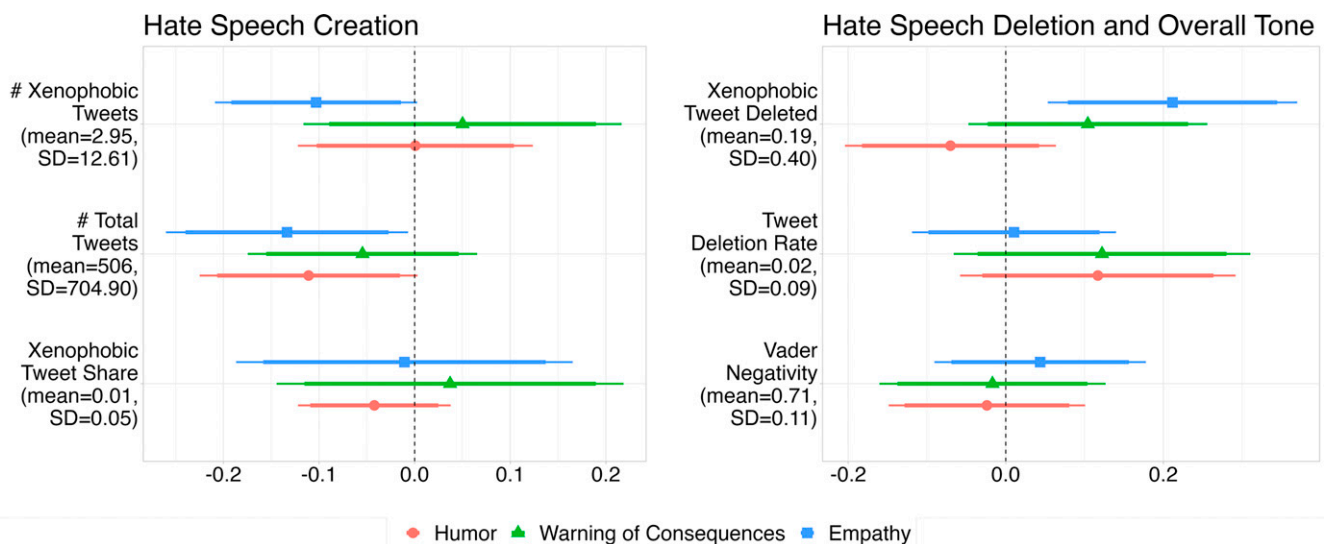 Hate Speech Creation
# Xenophobic
Tweets
(mean=2.95,
SD=12.61)
# Total
Tweets
(mean=506,
SD=704.90)
Xenophobic
Tweet Share
(mean=0.01,
SD=0.05)
-0.2 -0.1 0.0 0.1 0.2
Hate Speech Deletion and Overall Tone
Xenophobic
Tweet Deleted
(mean=0.19,
SD=0.40)
Tweet
Deletion Rate
(mean=0.02,
SD=0.09)
Vader
Negativity
(mean=0.71,
SD=0.11)
-0.2 0.0 0.2
Humor Warning of Consequences Empathy